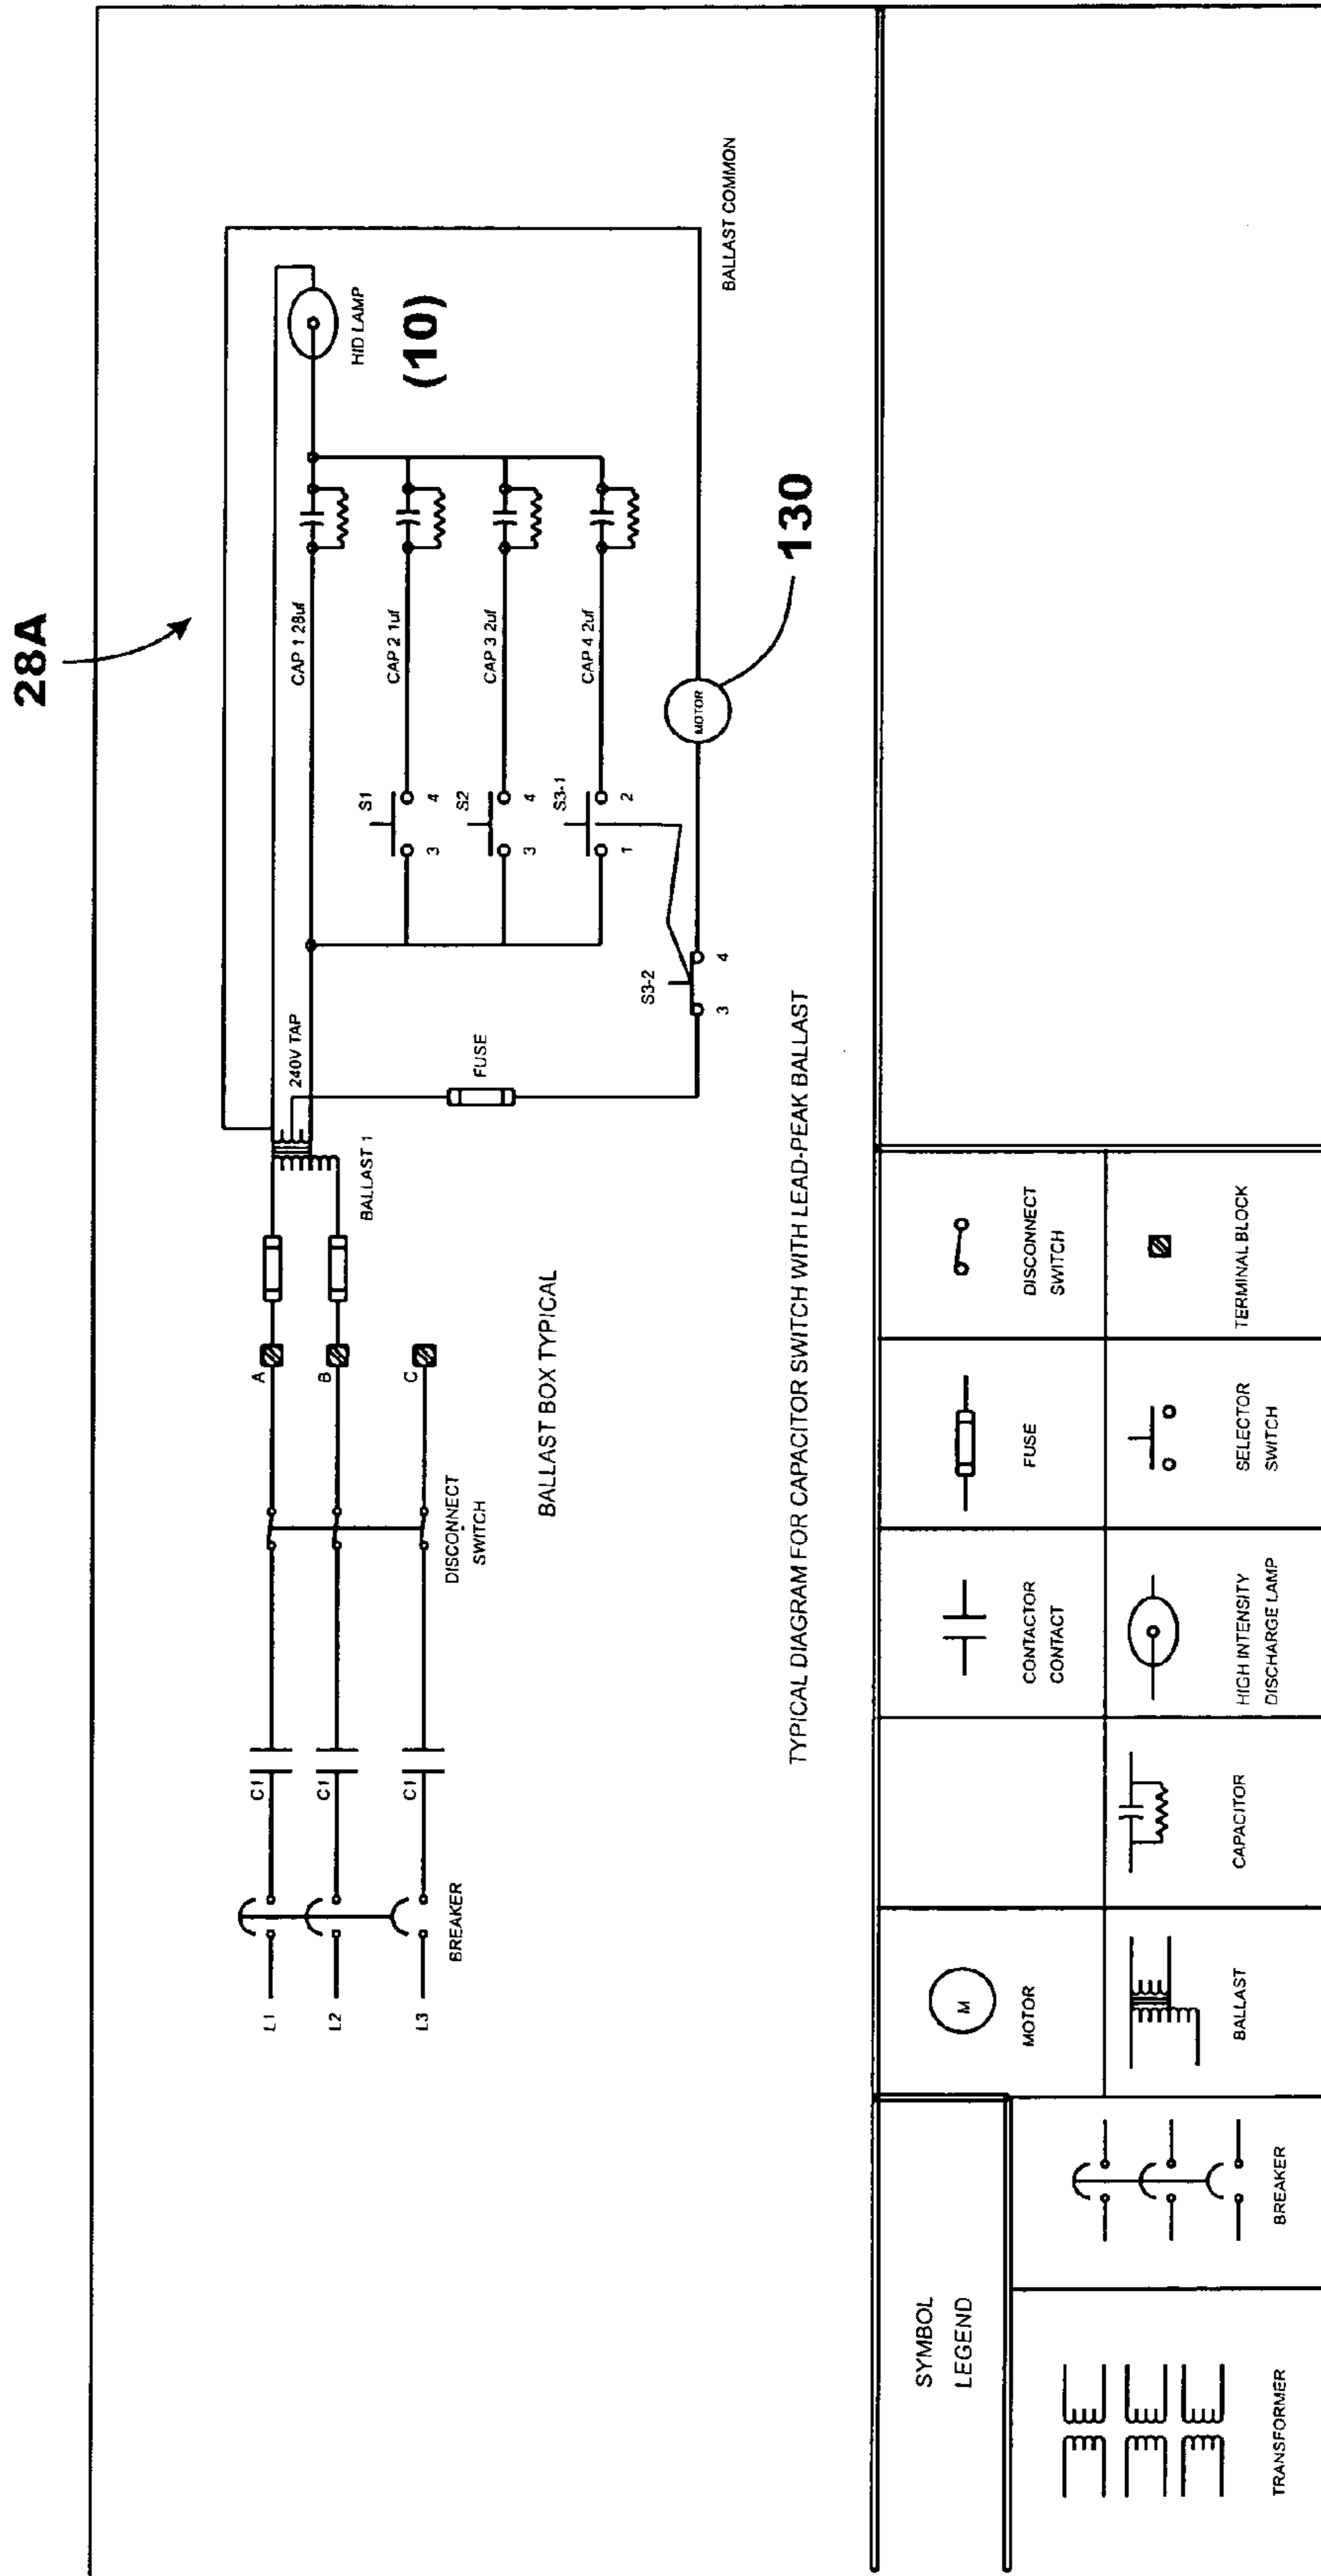 28A
L1
L2
L3
BREAKER
C1
C1
C1
DISCONNECT
SWITCH
A
B
C
BALLAST BOX TYPICAL
BALLAST 1
240V TAP
FUSE
CAP 1 28uf
S1
3
4
CAP 2 1uf
S2
3
4
CAP 3 2uf
S3-1
1
2
CAP 4 2uf
S3-2
3
4
MOTOR
130
HID LAMP
(10)
BALLAST COMMON
TYPICAL DIAGRAM FOR CAPACITOR SWITCH WITH LEAD-PEAK BALLAST
SYMBOL
LEGEND
M
MOTOR
CONTACTOR
CONTACT
FUSE
DISCONNECT
SWITCH
TRANSFORMER
BREAKER
BALLAST
CAPACITOR
HIGH INTENSITY
DISCHARGE LAMP
SELECTOR
SWITCH
TERMINAL BLOCK